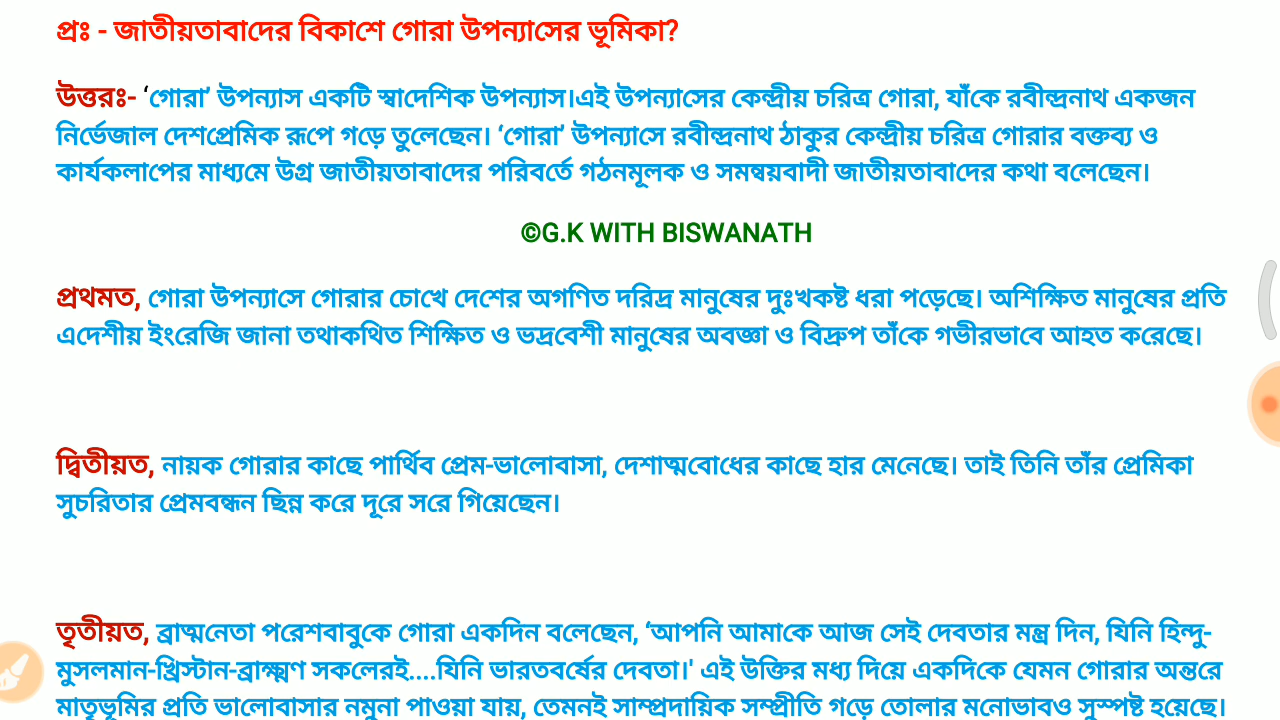 প্রঃ - জাতীয়তাবাদের বিকাশে গোরা উপন্যাসের ভূমিকা?
উত্তরঃ- ‘গোরা’ উপন্যাস একটি স্বাদেশিক উপন্যাস।এই উপন্যাসের কেন্দ্রীয় চরিত্র গোরা, যাঁকে রবীন্দ্রনাথ একজন
নির্ভেজাল দেশপ্রেমিক রূপে গড়ে তুলেছেন। ‘গোরা’ উপন্যাসে রবীন্দ্রনাথ ঠাকুর কেন্দ্রীয় চরিত্র গোরার বক্তব্য ও
কার্যকলাপের মাধ্যমে উগ্র জাতীয়তাবাদের পরিবর্তে গঠনমূলক ও সমন্বয়বাদী জাতীয়তাবাদের কথা বলেছেন।
©G.K WITH BISWANATH
প্রথমত, গোরা উপন্যাসে গোরার চোখে দেশের অগণিত দরিদ্র মানুষের দুঃখকষ্ট ধরা পড়েছে। অশিক্ষিত মানুষের প্রতি
এদেশীয় ইংরেজি জানা তথাকথিত শিক্ষিত ও ভদ্রবেশী মানুষের অবজ্ঞা ও বিদ্রুপ তাঁকে গভীরভাবে আহত করেছে।
দ্বিতীয়ত, নায়ক গোরার কাছে পার্থিব প্রেম-ভালোবাসা, দেশাত্মবোধের কাছে হার মেনেছে। তাই তিনি তাঁর প্রেমিকা
সুচরিতার প্রেমবন্ধন ছিন্ন করে দূরে সরে গিয়েছেন।
তৃতীয়ত, ব্রাত্মনেতা পরেশবাবুকে গোরা একদিন বলেছেন, ‘আপনি আমাকে আজ সেই দেবতার মন্ত্র দিন, যিনি হিন্দু-
মুসলমান-খ্রিস্টান-ব্রাক্ষ্মণ সকলেরই....যিনি ভারতবর্ষের দেবতা।' এই উক্তির মধ্য দিয়ে একদিকে যেমন গোরার অন্তরে
মাতৃভূমির প্রতি ভালোবাসার নমুনা পাওয়া যায়, তেমনই সাম্প্রদায়িক সম্প্রীতি গড়ে তোলার মনোভাবও সুস্পষ্ট হয়েছে।